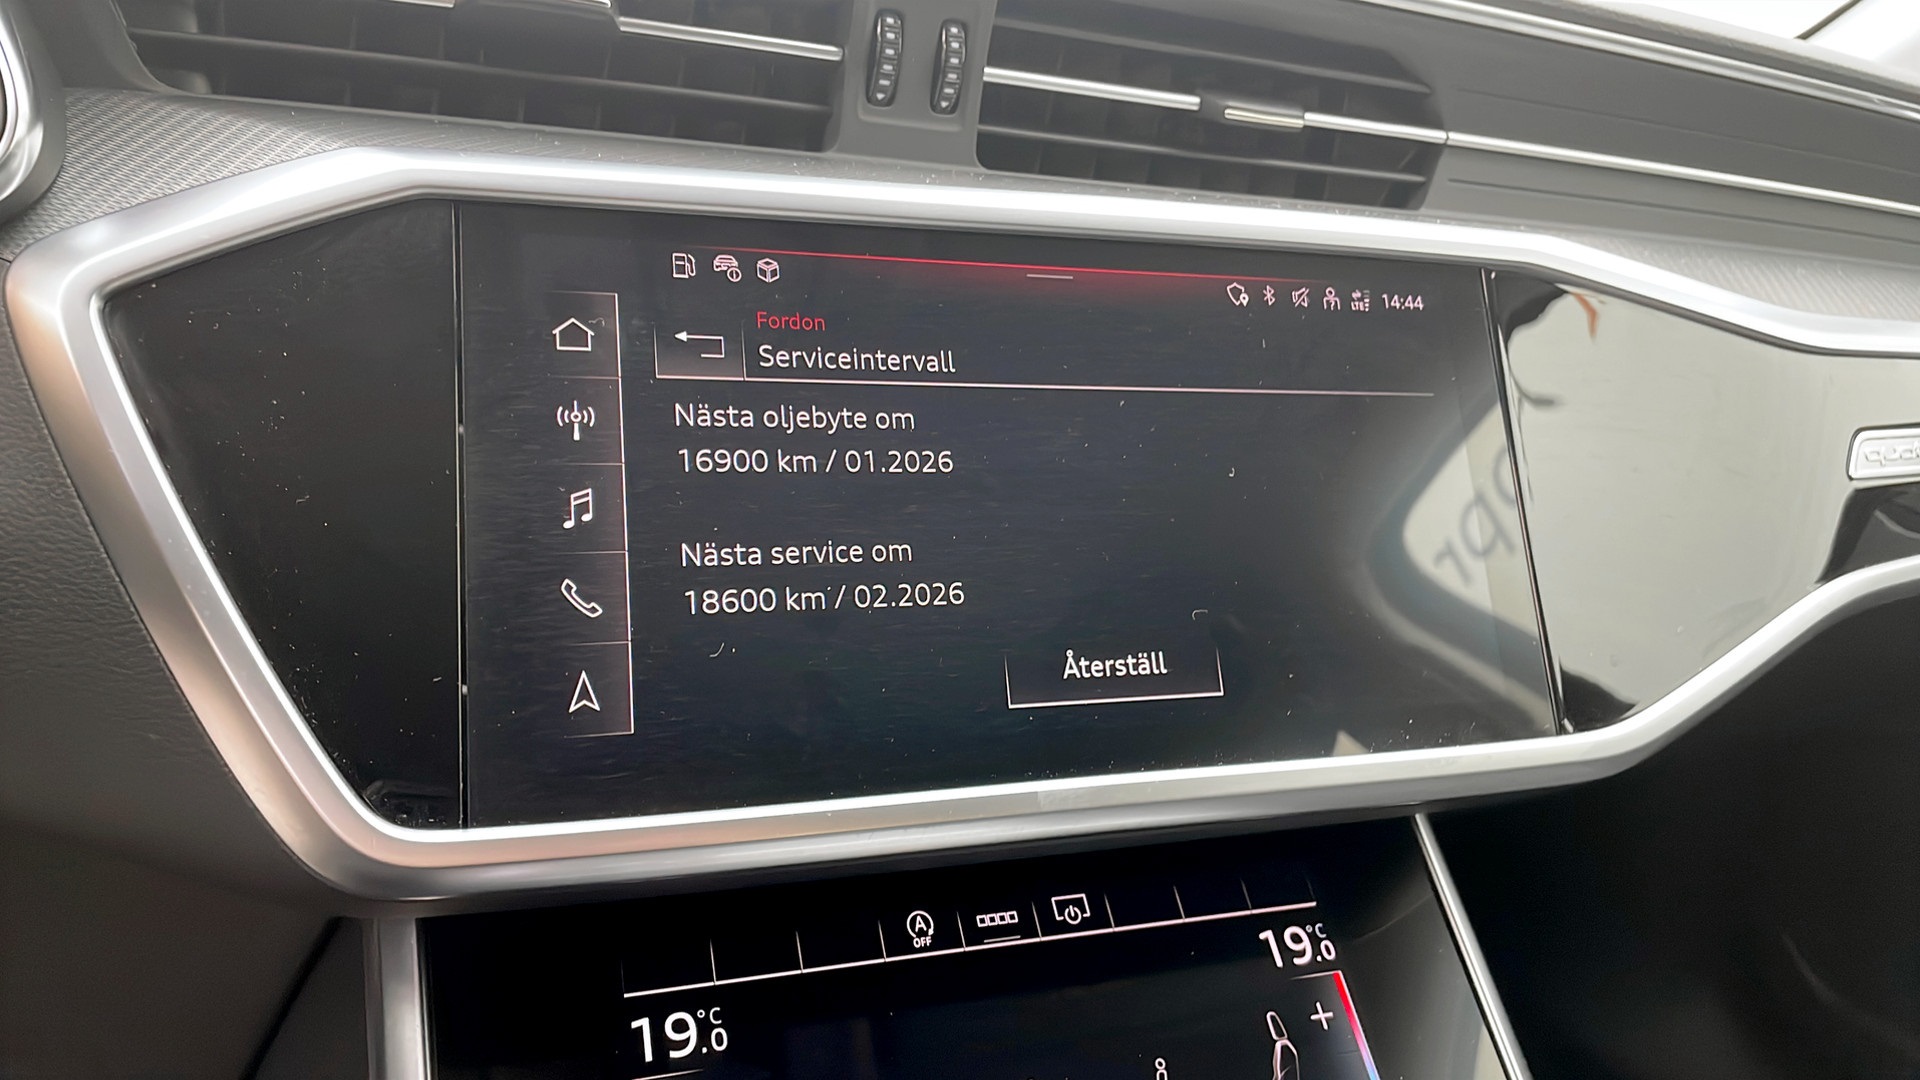 14:44
Fordon
Serviceintervall
Nästa oljebyte om
16900 km / 01.2026
Nästa service om
18600 km / 02.2026
Återställ
A
OFF
19.0 °C
19.0 °C
+